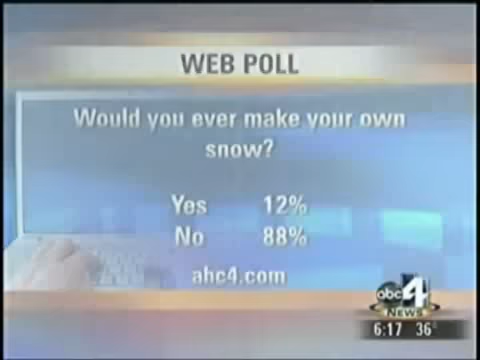 WEB POLL
Would you ever make your own
snow?
Yes 12%
No 88%
abc4.com
abc 4
NEWS
6:17 36°